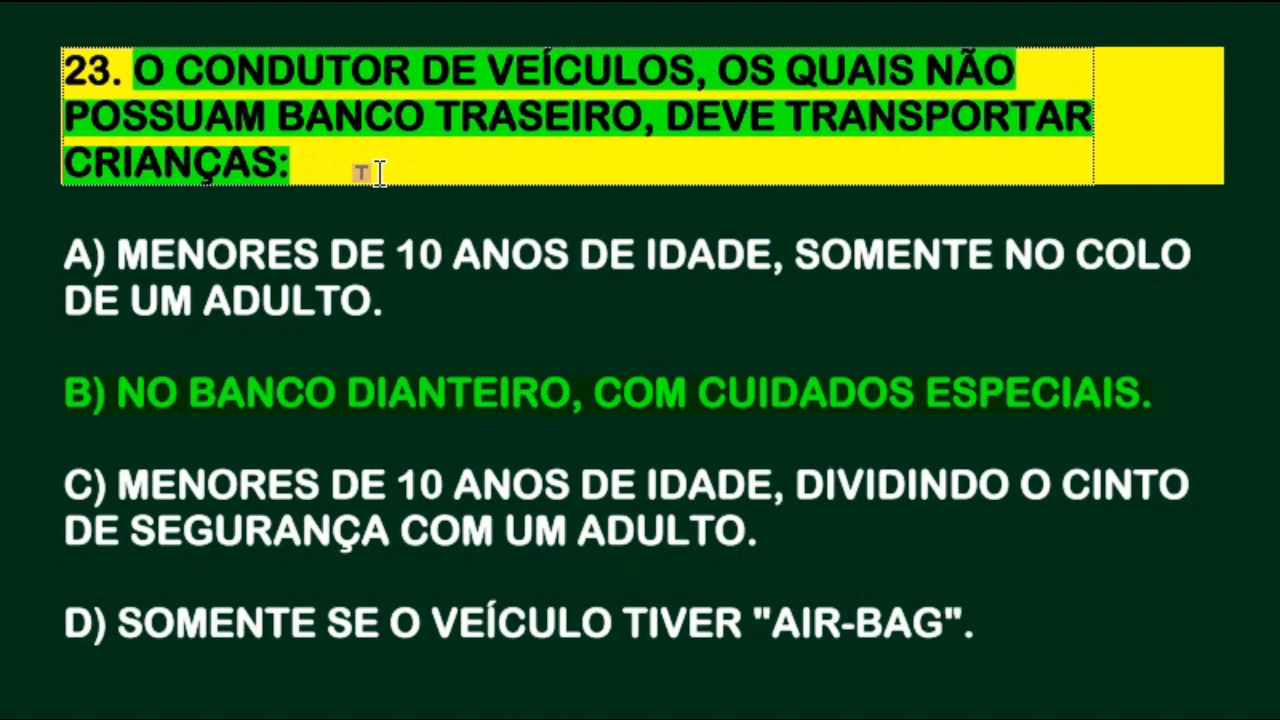 23. O CONDUTOR DE VEÍCULOS, OS QUAIS NÃO
POSSUAM BANCO TRASEIRO, DEVE TRANSPORTAR
CRIANÇAS:
T
A) MENORES DE 10 ANOS DE IDADE, SOMENTE NO COLO
DE UM ADULTO.
B) NO BANCO DIANTEIRO, COM CUIDADOS ESPECIAIS.
C) MENORES DE 10 ANOS DE IDADE, DIVIDINDO O CINTO
DE SEGURANÇA COM UM ADULTO.
D) SOMENTE SE O VEÍCULO TIVER "AIR-BAG".